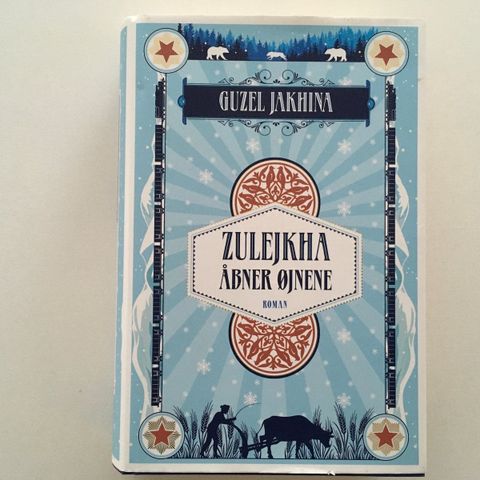 GUZEL JAKHINA
ZULEJKHA
ÅBNER ØJNENE
ROMAN